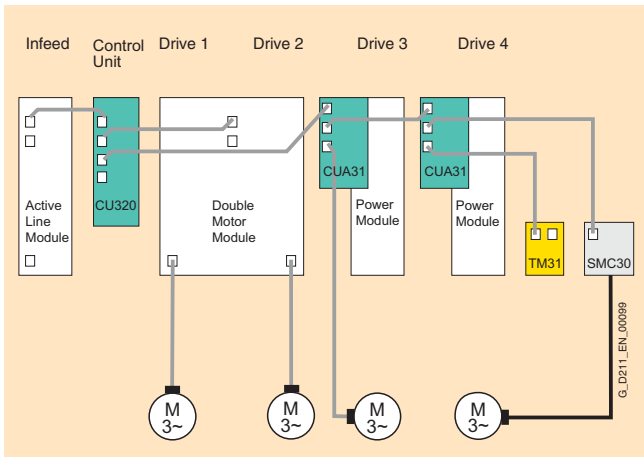 Infeed
Control
Unit
Drive 1
Drive 2
Drive 3
Drive 4
Active
Line
Module
CU320
Double
Motor
Module
CUA31
Power
Module
CUA31
Power
Module
TM31
SMC30
G_D211_EN_00099
M
3~
M
3~
M
3~
M
3~